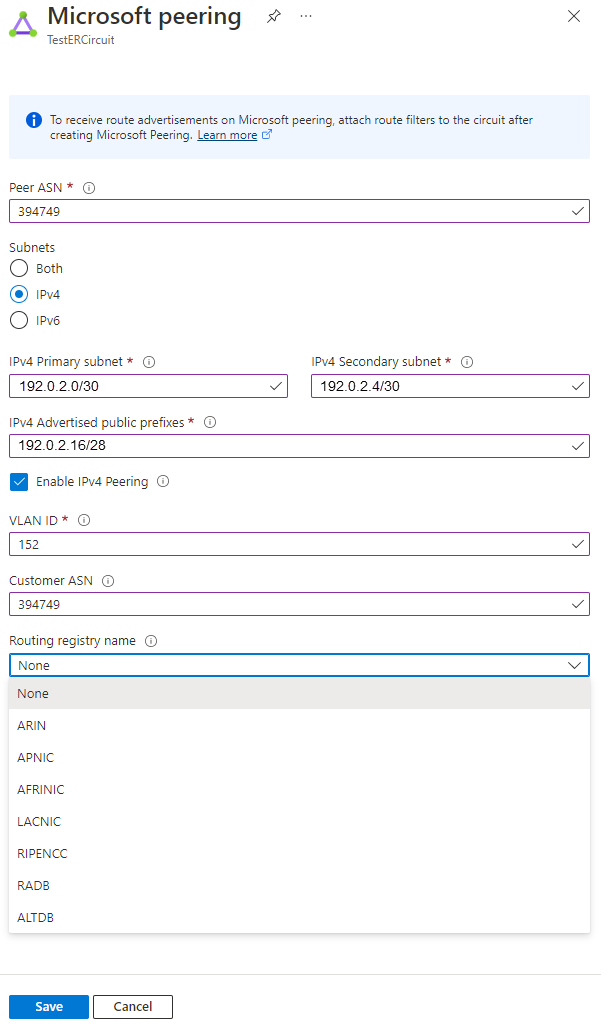 Microsoft peering
TestERCircuit
To receive route advertisements on Microsoft peering, attach route filters to the circuit after
creating Microsoft Peering. Learn more
Peer ASN *
394749
Subnets
Both
IPv4
IPv6
IPv4 Primary subnet * IPv4 Secondary subnet *
192.0.2.0/30 192.0.2.4/30
IPv4 Advertised public prefixes *
192.0.2.16/28
Enable IPv4 Peering
VLAN ID *
152
Customer ASN
394749
Routing registry name
None
None
ARIN
APNIC
AFRINIC
LACNIC
RIPENCC
RADB
ALTDB
Save Cancel